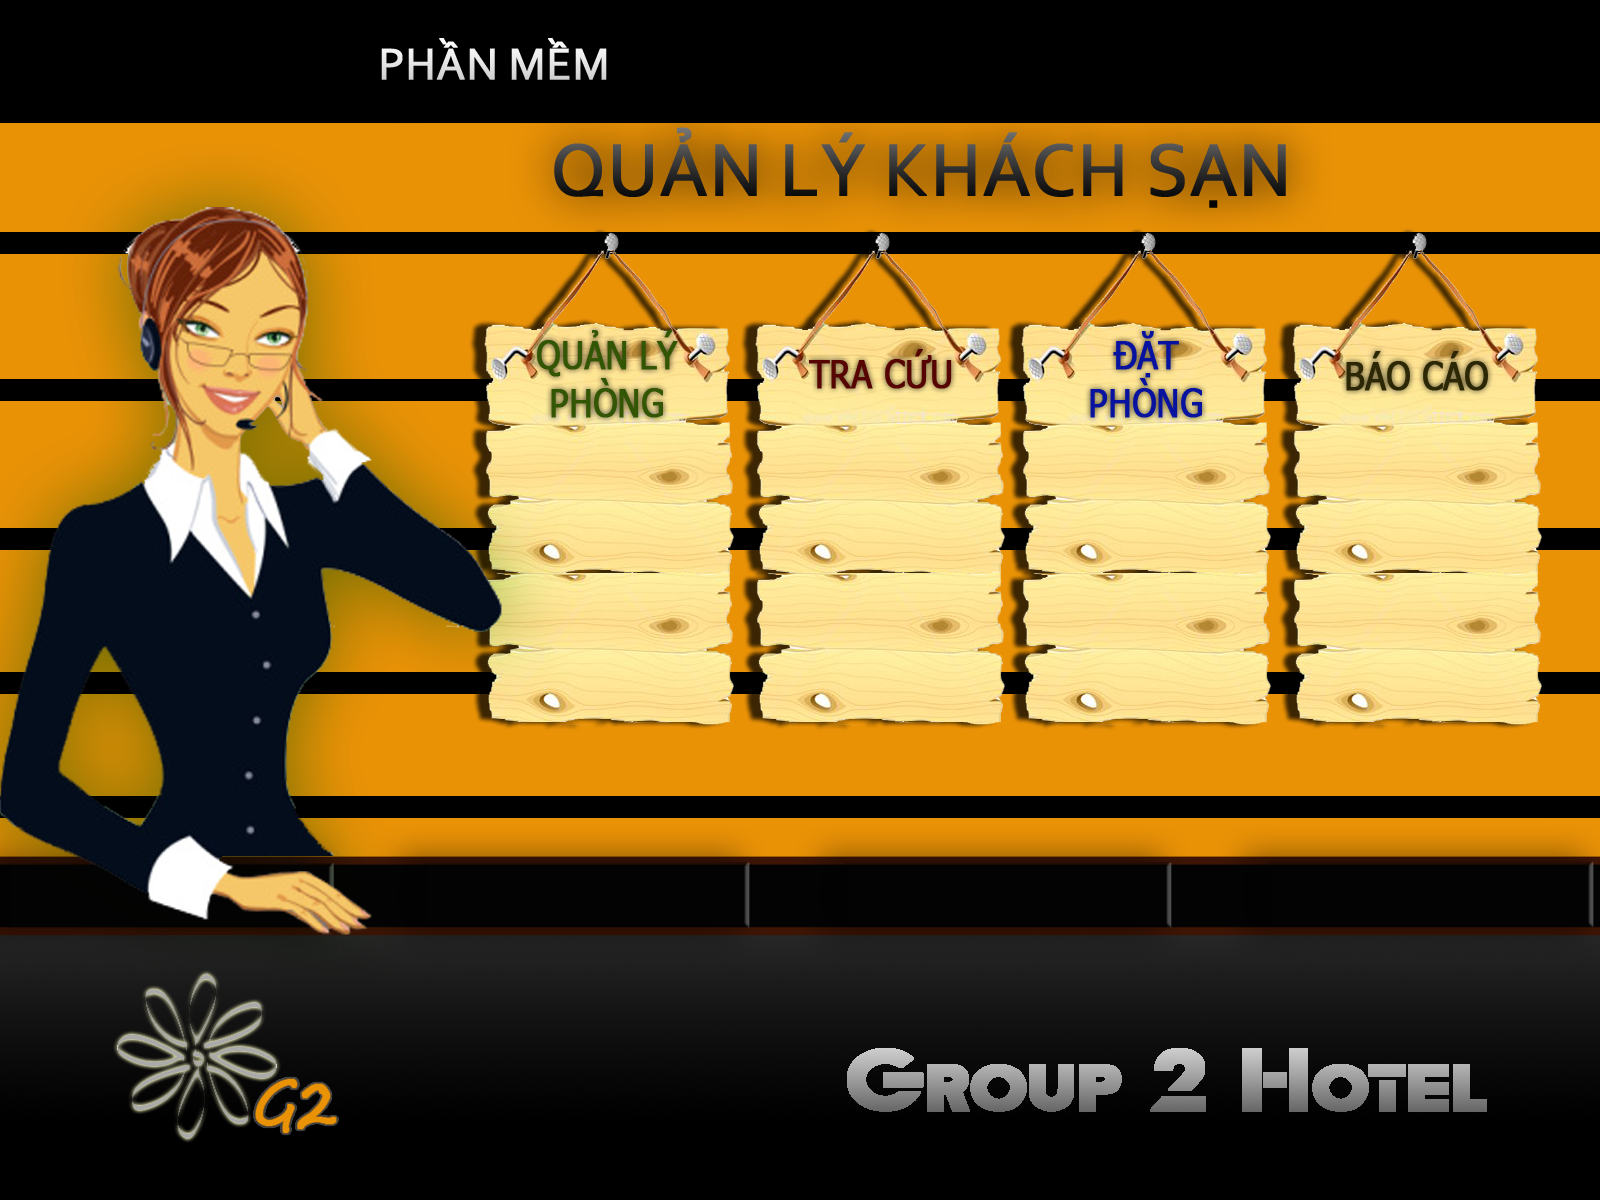 PHẦN MỀM
QUẢN LÝ KHÁCH SẠN
QUẢN LÝ
PHÒNG
TRA CỨU
ĐẶT
PHÒNG
BÁO CÁO
G2
GROUP 2 HOTEL